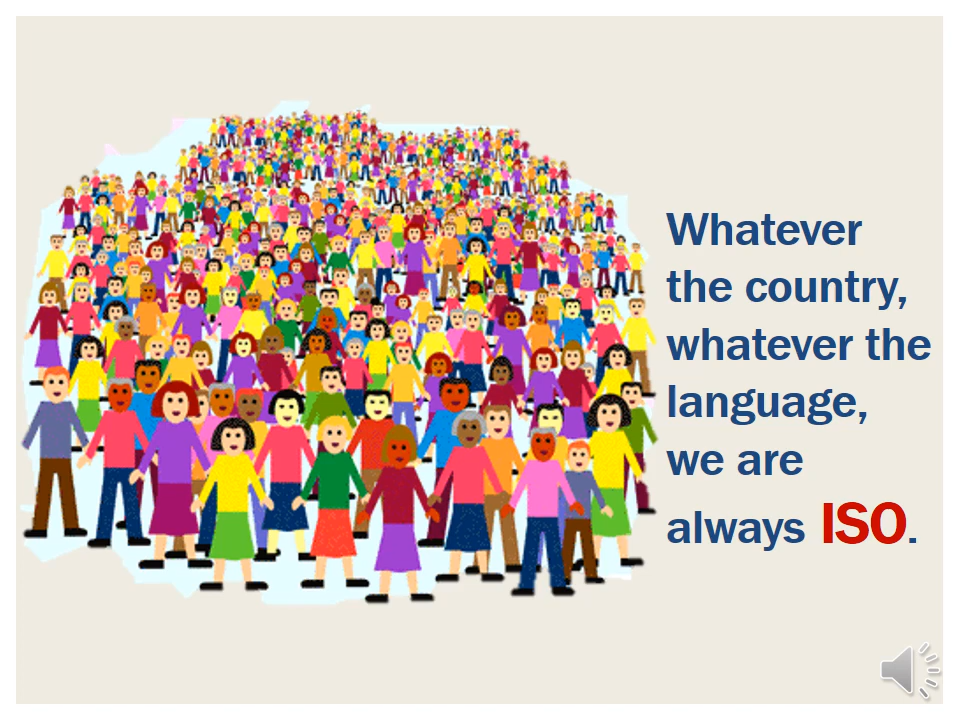 Whatever
the country,
whatever the
language,
we are
always ISO.